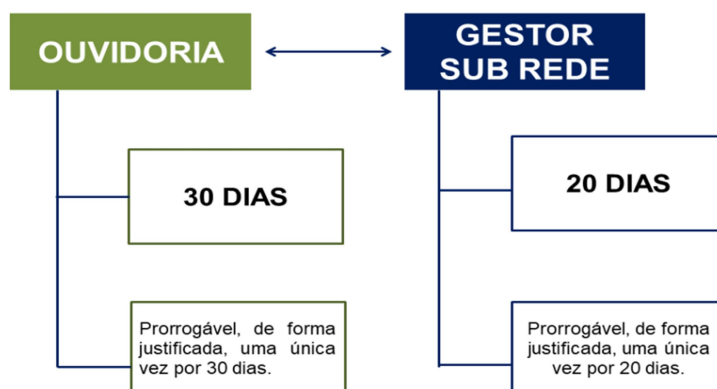 OUVIDORIA
GESTOR
SUB REDE
30 DIAS
20 DIAS
Prorrogável, de forma
justificada, uma única
vez por 30 dias.
Prorrogável, de forma
justificada, uma única
vez por 20 dias.